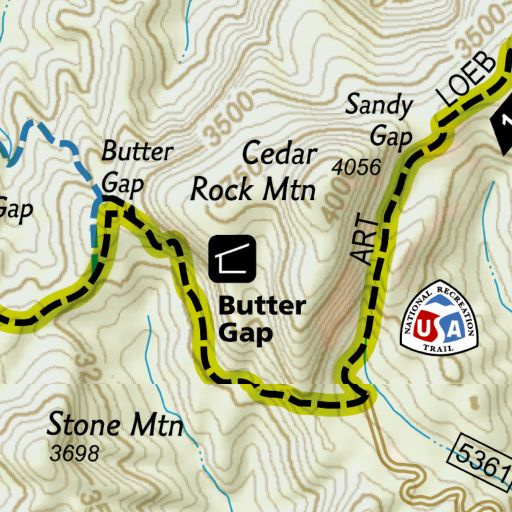 3500
LOEB
Sandy
Gap
3500
Butter
Gap
Cedar
Rock Mtn
4056
Gap
ART
Butter
Gap
NATIONAL RECREATION
USA
TRAIL
Stone Mtn
3698
5361
1